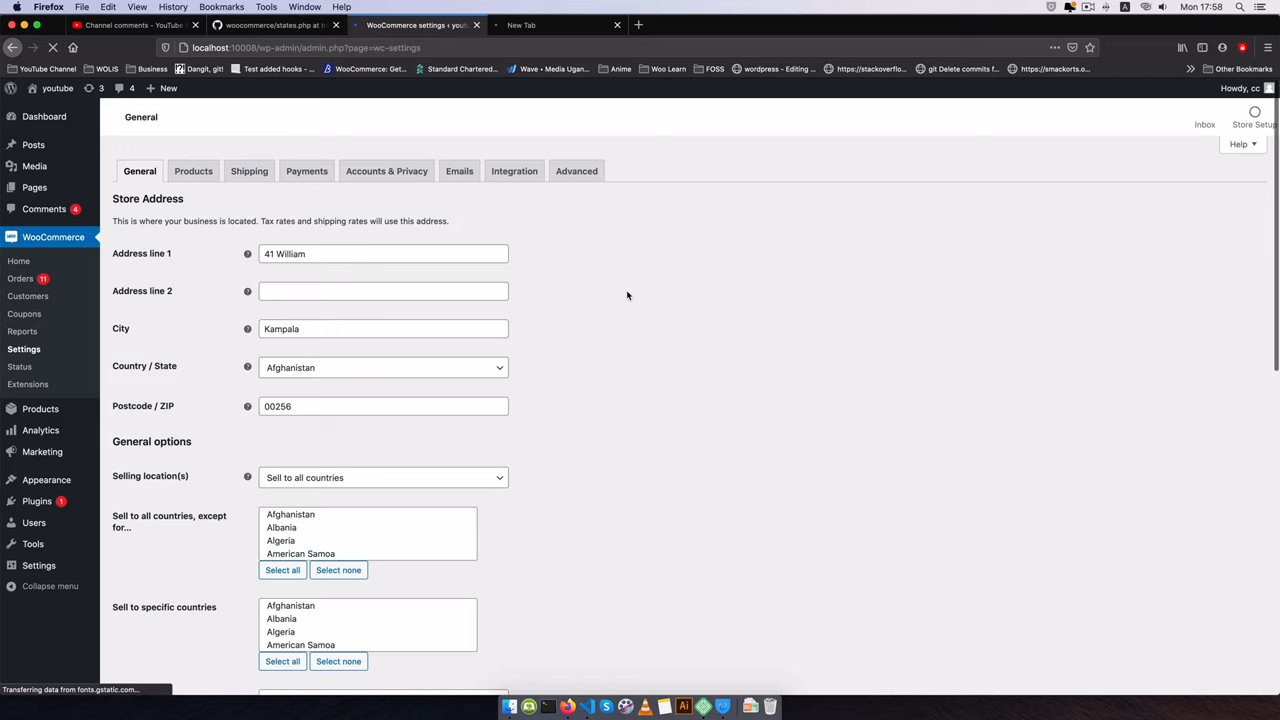 Firefox File Edit View History Bookmarks Tools Window Help 17:58
Channel comments - YouTube
woocommerce/states.php at t
WooCommerce settings ‹ yout
New Tab
localhost:10008/wp-admin/admin.php?page=wc-settings
YouTube Channel WOLIS Business Dangit, git! Test added hooks - ... WooCommerce: Get... Standard Chartered... Wave • Media Ugan... Anime Woo Learn FOSS wordpress - Editing ... https://stackoverflo... git Delete commits f... https://smackorts.o... Other Bookmarks
youtube 3 4 New Howdy, cc
Dashboard
Posts
Media
Pages
Comments 4
WooCommerce
Home
Orders 11
Customers
Coupons
Reports
Settings
Status
Extensions
Products
Analytics
Marketing
Appearance
Plugins 1
Users
Tools
Settings
Collapse menu
General
Inbox
Store Setup
Help
General Products Shipping Payments Accounts & Privacy Emails Integration Advanced
Store Address
This is where your business is located. Tax rates and shipping rates will use this address.
Address line 1 41 William
Address line 2
City Kampala
Country / State Afghanistan
Postcode / ZIP 00256
General options
Selling location(s) Sell to all countries
Sell to all countries, except
for...
Afghanistan
Albania
Algeria
American Samoa
Select all Select none
Sell to specific countries
Afghanistan
Albania
Algeria
American Samoa
Select all Select none
Transferring data from fonts.gstatic.com...